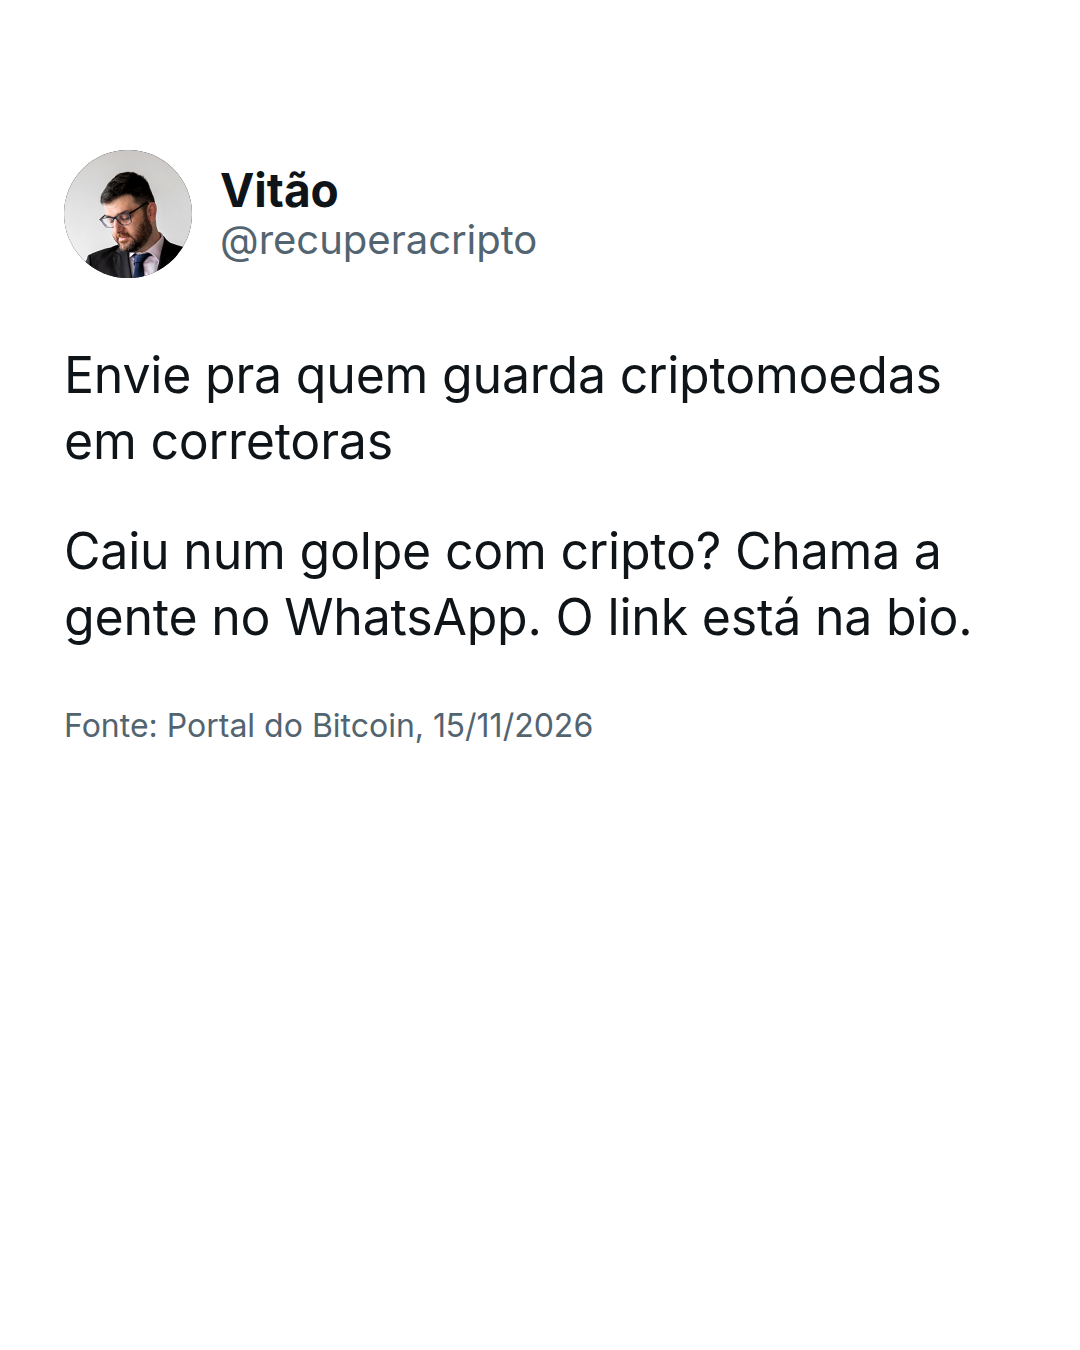 Vitão
@recuperacripto
Envie pra quem guarda criptomoedas
em corretoras
Caiu num golpe com cripto? Chama a
gente no WhatsApp. O link está na bio.
Fonte: Portal do Bitcoin, 15/11/2026